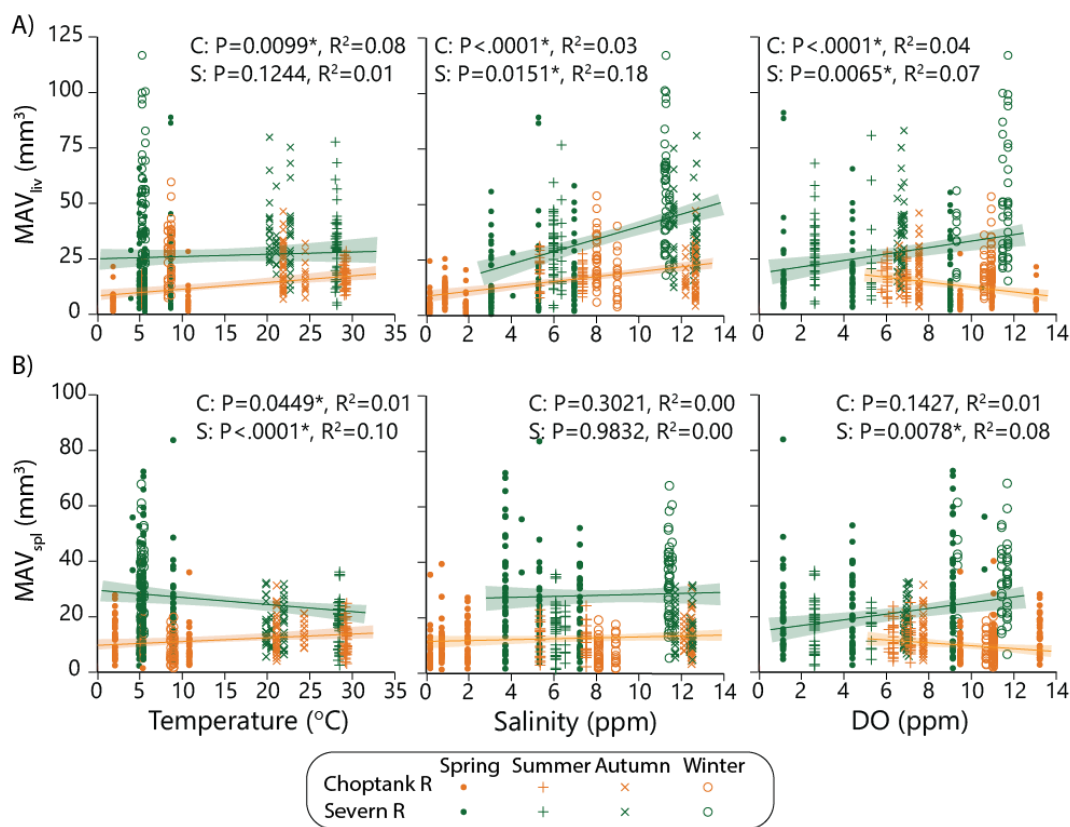 A)
125
100
75
50
25
0
MAVliv (mm³)
C: P=0.0099*, R²=0.08
S: P=0.1244, R²=0.01
0 5 10 15 20 25 30 35
C: P<.0001*, R²=0.03
S: P=0.0151*, R²=0.18
0 2 4 6 8 10 12 14
C: P<.0001*, R²=0.04
S: P=0.0065*, R²=0.07
0 2 4 6 8 10 12 14
B)
100
80
60
40
20
0
MAVspl (mm³)
C: P=0.0449*, R²=0.01
S: P<.0001*, R²=0.10
0 5 10 15 20 25 30 35
Temperature (°C)
C: P=0.3021, R²=0.00
S: P=0.9832, R²=0.00
0 2 4 6 8 10 12 14
Salinity (ppm)
C: P=0.1427, R²=0.01
S: P=0.0078*, R²=0.08
0 2 4 6 8 10 12 14
DO (ppm)
Spring Summer Autumn Winter
Choptank R
Severn R